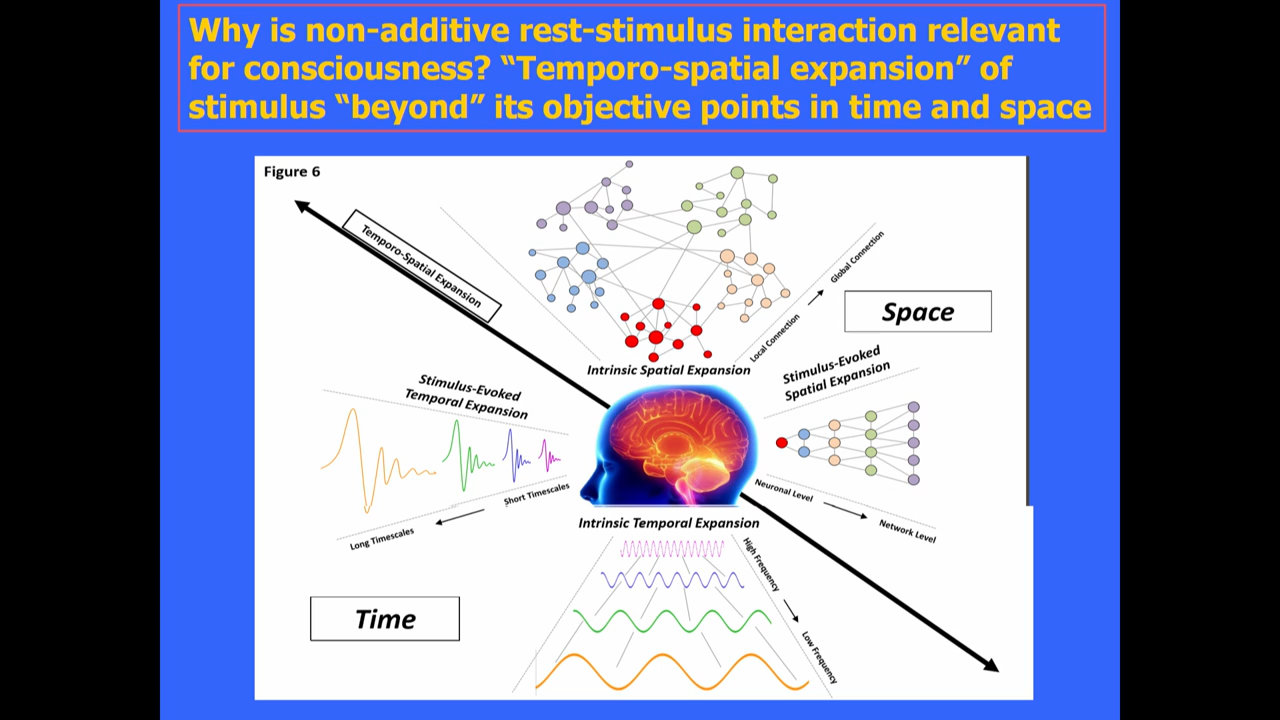 Why is non-additive rest-stimulus interaction relevant
for consciousness? “Temporo-spatial expansion” of
stimulus “beyond” its objective points in time and space
Figure 6
Temporo-Spatial Expansion
Global Connection
Local Connection
Space
Intrinsic Spatial Expansion
Stimulus-Evoked
Spatial Expansion
Stimulus-Evoked
Temporal Expansion
Short Timescales
Long Timescales
Neuronal Level
Network Level
Intrinsic Temporal Expansion
High Frequency
Low Frequency
Time